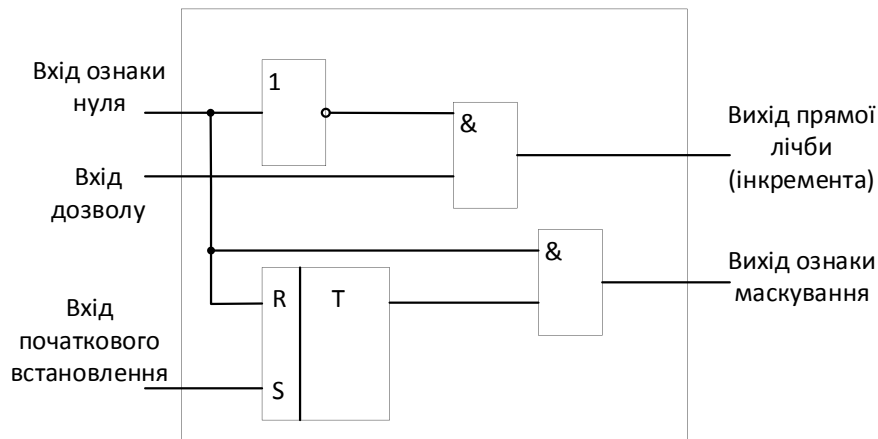 Вхід ознаки
нуля
1
&
Вихід прямої
лічби
(інкремента)
Вхід
дозволу
&
Вихід ознаки
маскування
R
T
Вхід
початкового
встановлення
S